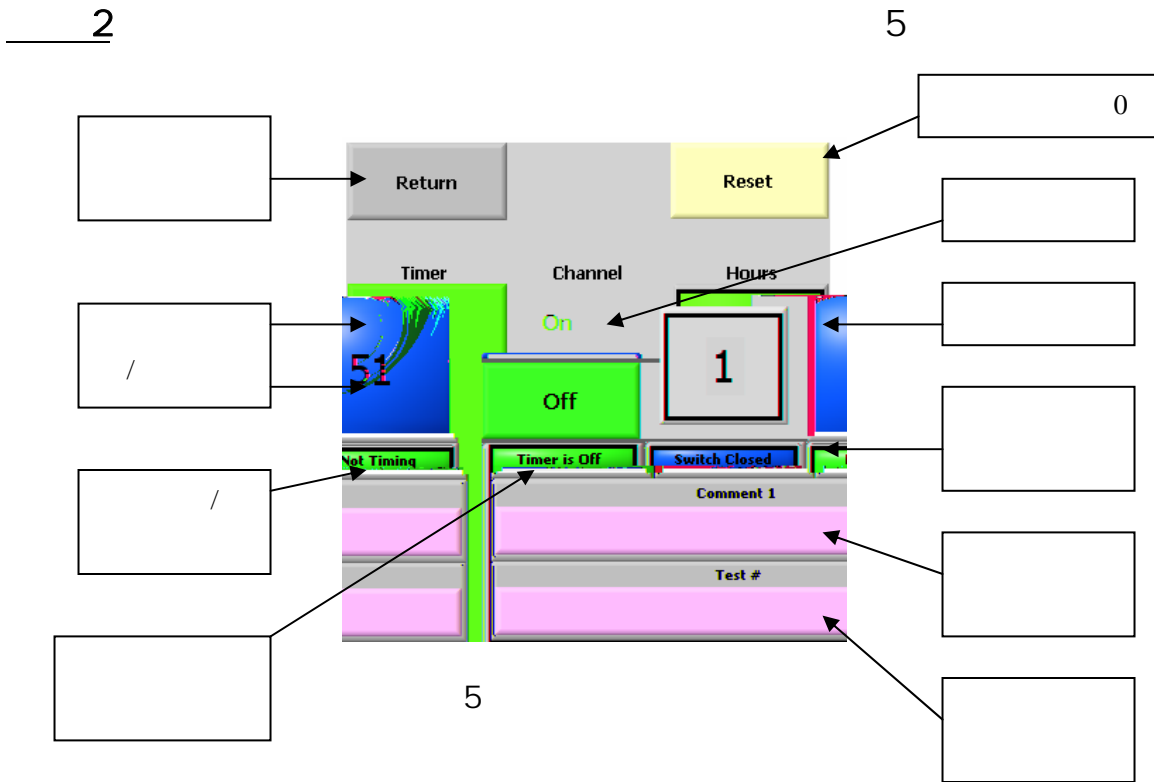 2 5
0
Return Reset
Timer Channel Hours
On
51 1
/
Off
Not Timing Timer is Off Switch Closed
Comment 1
/
Test #
5